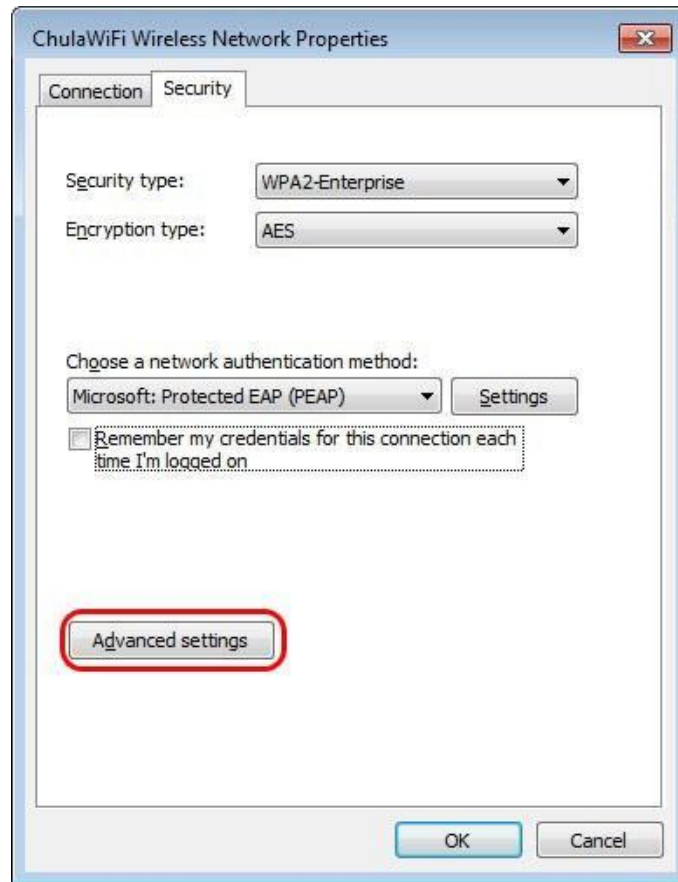 ChulaWiFi Wireless Network Properties
Connection
Security
Security type:
WPA2-Enterprise
Encryption type:
AES
Choose a network authentication method:
Microsoft: Protected EAP (PEAP)
Settings
Remember my credentials for this connection each
time I'm logged on
Advanced settings
OK
Cancel